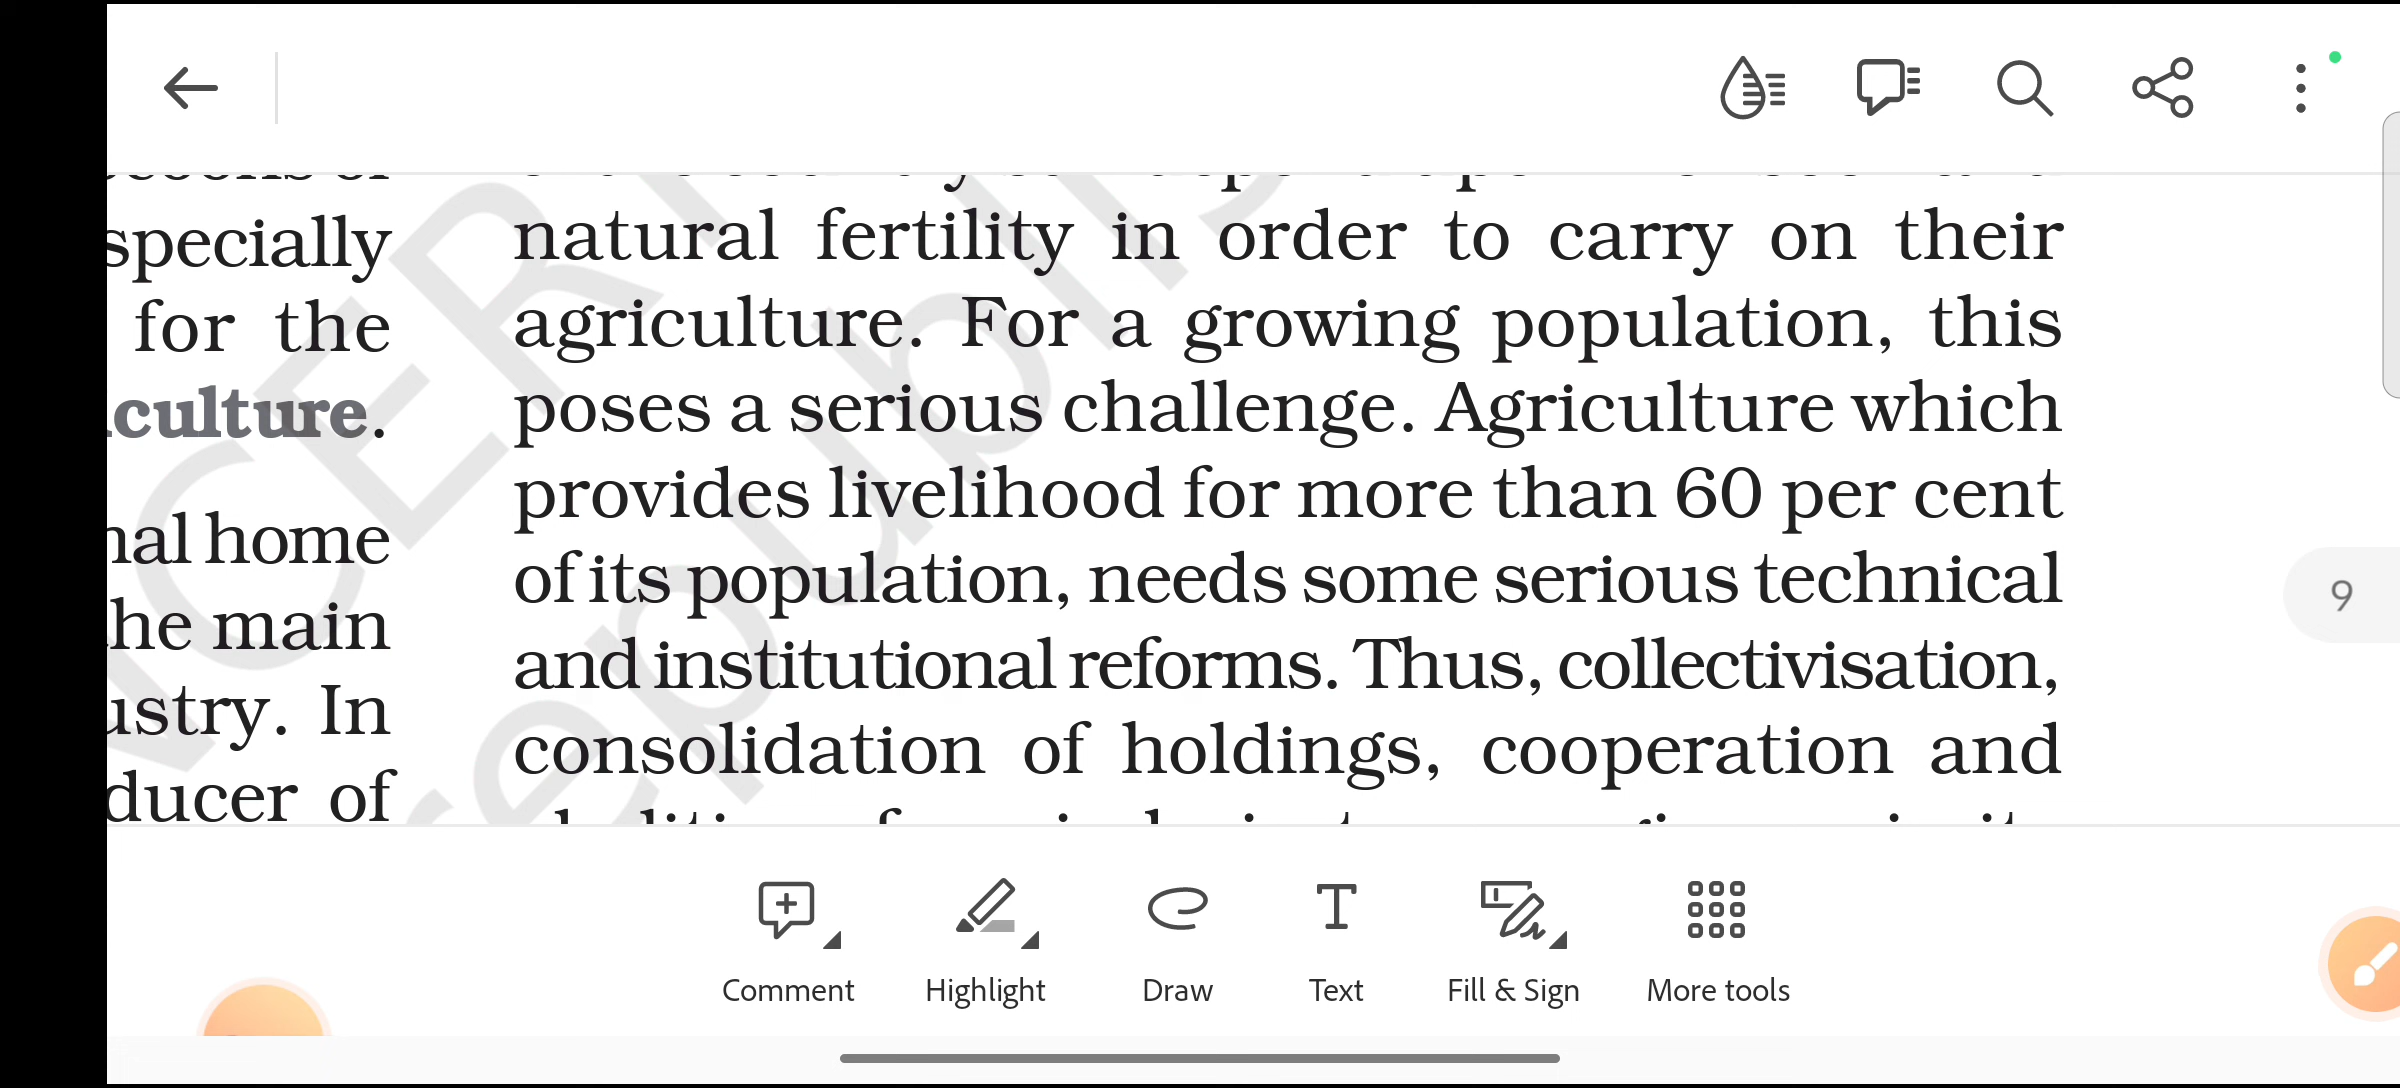 specially
for the
culture.
nal home
he main
ustry. In
ducer of
natural fertility in order to carry on their
agriculture. For a growing population, this
poses a serious challenge. Agriculture which
provides livelihood for more than 60 per cent
of its population, needs some serious technical
and institutional reforms. Thus, collectivisation,
consolidation of holdings, cooperation and
9
Comment
Highlight
Draw
Text
Fill & Sign
More tools